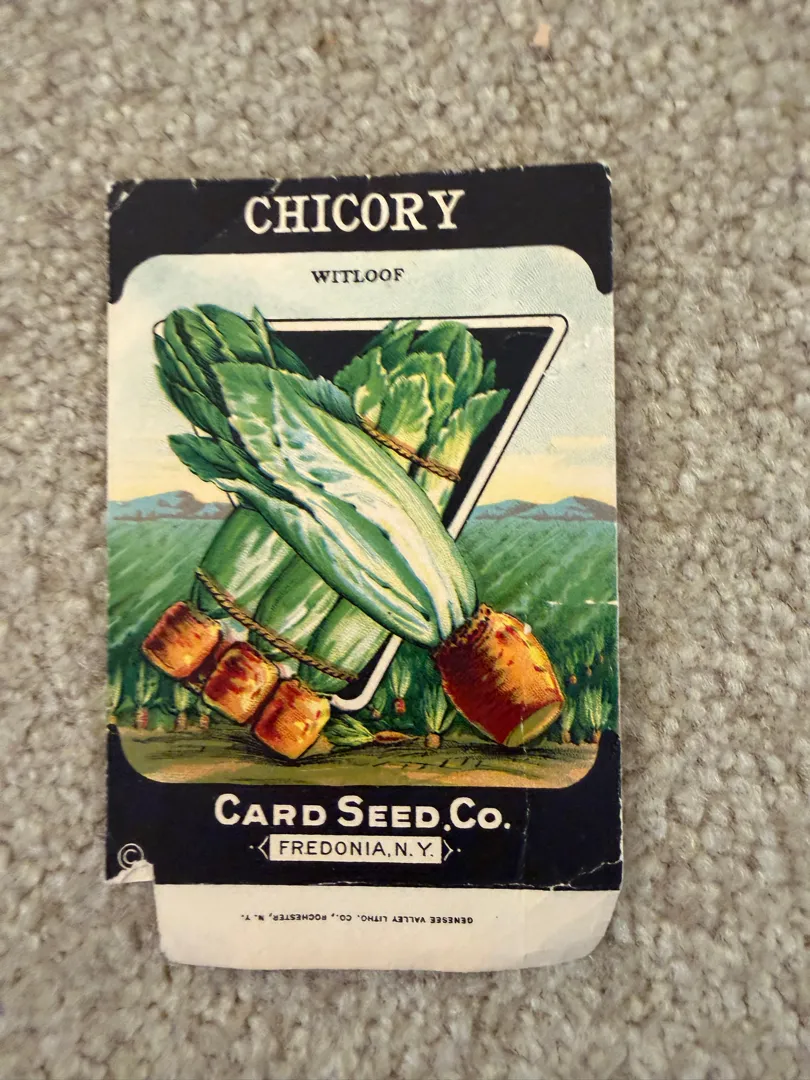 CHICORY
WITLOOF
CARD SEED.CO.
FREDONIA, N.Y.
©
GENESEE VALLEY LITHO. CO., ROCHESTER, N. Y.